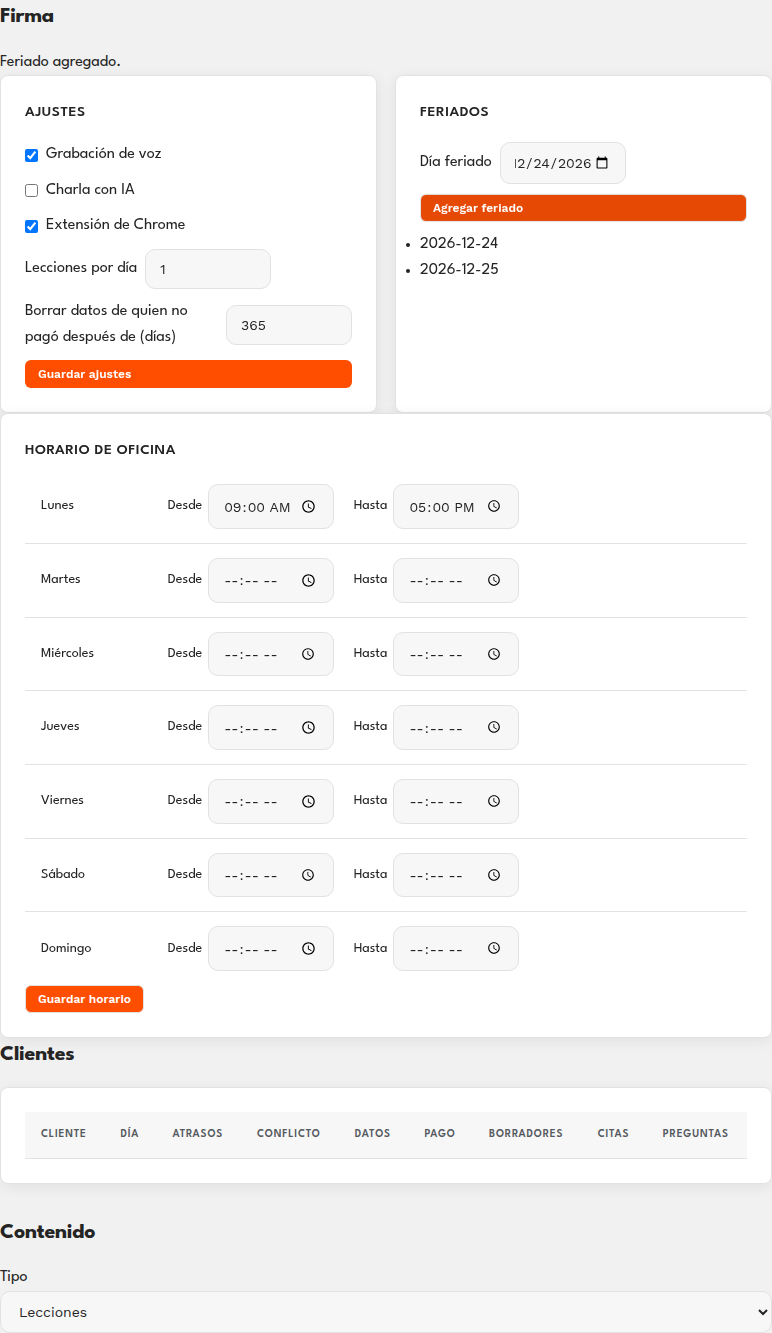 Firma
Feriado agregado.
AJUSTES
Grabación de voz
Charla con IA
Extensión de Chrome
Lecciones por día 1
Borrar datos de quien no
pagó después de (días) 365
Guardar ajustes
FERIADOS
Día feriado 12/24/2026
Agregar feriado
2026-12-24
2026-12-25
HORARIO DE OFICINA
Lunes Desde 09:00 AM Hasta 05:00 PM
Martes Desde --:-- -- Hasta --:-- --
Miércoles Desde --:-- -- Hasta --:-- --
Jueves Desde --:-- -- Hasta --:-- --
Viernes Desde --:-- -- Hasta --:-- --
Sábado Desde --:-- -- Hasta --:-- --
Domingo Desde --:-- -- Hasta --:-- --
Guardar horario
Clientes
CLIENTE DÍA ATRASOS CONFLICTO DATOS PAGO BORRADORES CITAS PREGUNTAS
Contenido
Tipo
Lecciones